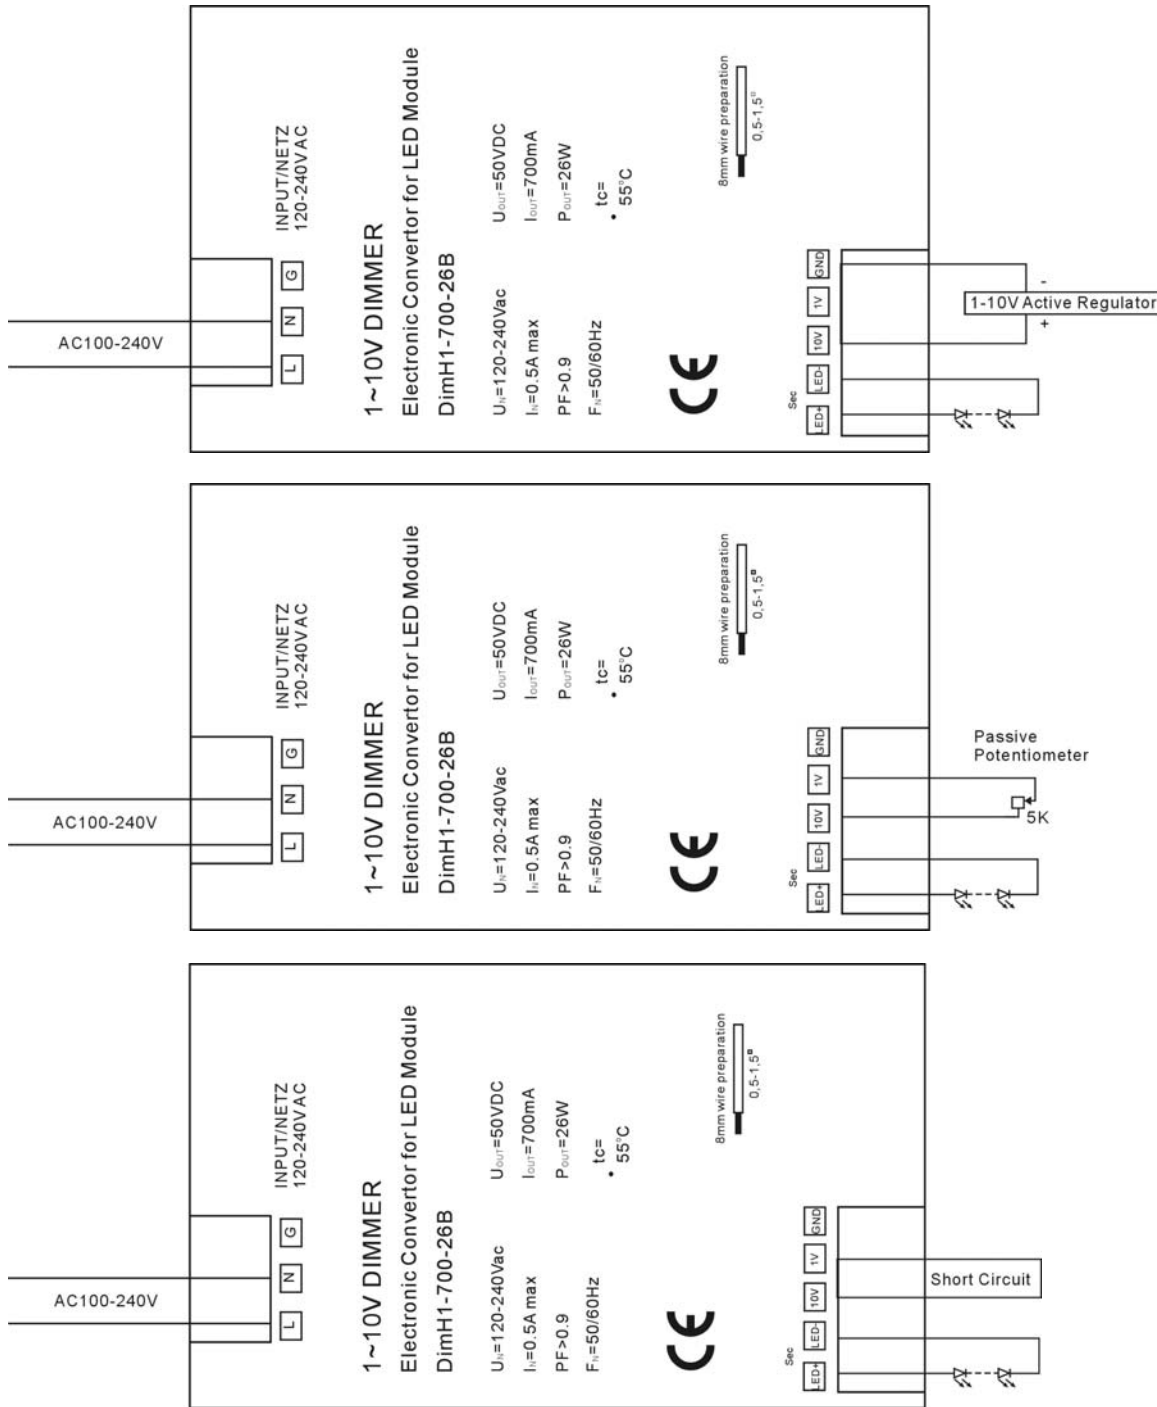 AC100-240V
INPUT/NETZ
120-240VAC
G
N
L
1~10V DIMMER
Electronic Convertor for LED Module
DimH1-700-26B
UN=120-240Vac
IN=0.5A max
PF>0.9
FN=50/60Hz
UOUT=50VDC
IOUT=700mA
POUT=26W
tc=
• 55°C
CE
8mm wire preparation
0,5-1,5▫
Sec
GND
1V
10V
LED-
LED+
-
1-10V Active Regulator
+
AC100-240V
INPUT/NETZ
120-240VAC
G
N
L
1~10V DIMMER
Electronic Convertor for LED Module
DimH1-700-26B
UN=120-240Vac
IN=0.5A max
PF>0.9
FN=50/60Hz
UOUT=50VDC
IOUT=700mA
POUT=26W
tc=
• 55°C
CE
8mm wire preparation
0,5-1,5▫
Sec
GND
1V
10V
LED-
LED+
Passive
Potentiometer
5K
AC100-240V
INPUT/NETZ
120-240VAC
G
N
L
1~10V DIMMER
Electronic Convertor for LED Module
DimH1-700-26B
UN=120-240Vac
IN=0.5A max
PF>0.9
FN=50/60Hz
UOUT=50VDC
IOUT=700mA
POUT=26W
tc=
• 55°C
CE
8mm wire preparation
0,5-1,5▫
Sec
GND
1V
10V
LED-
LED+
Short Circuit